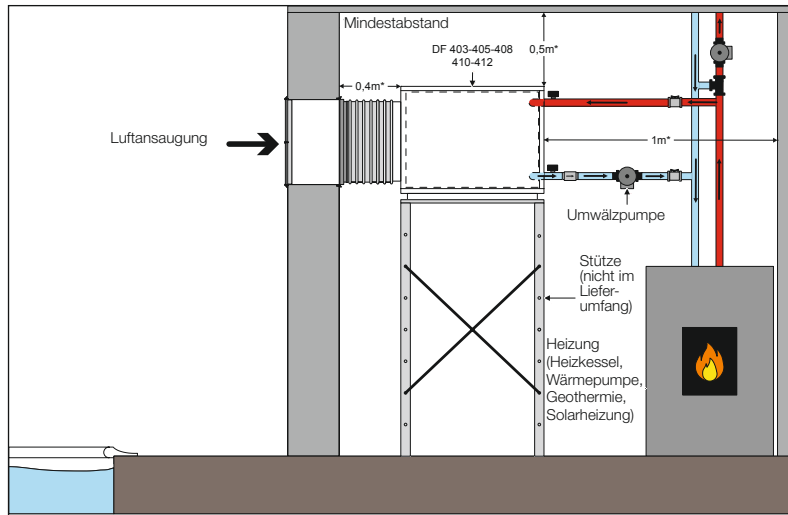 Mindestabstand
DF 403-405-408
410-412
0,5m*
0,4m*
Luftansaugung
1m*
Umwälzpumpe
Stütze
(nicht im
Liefer-
umfang)
Heizung
(Heizkessel,
Wärmepumpe,
Geothermie,
Solarheizung)